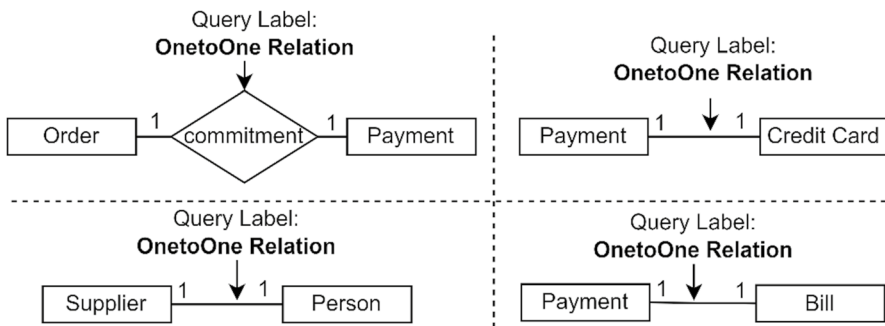 Query Label:
OnetoOne Relation
1
1
Order
commitment
Payment
Query Label:
OnetoOne Relation
1
1
Payment
Credit Card
Query Label:
OnetoOne Relation
1
1
Supplier
Person
Query Label:
OnetoOne Relation
1
1
Payment
Bill